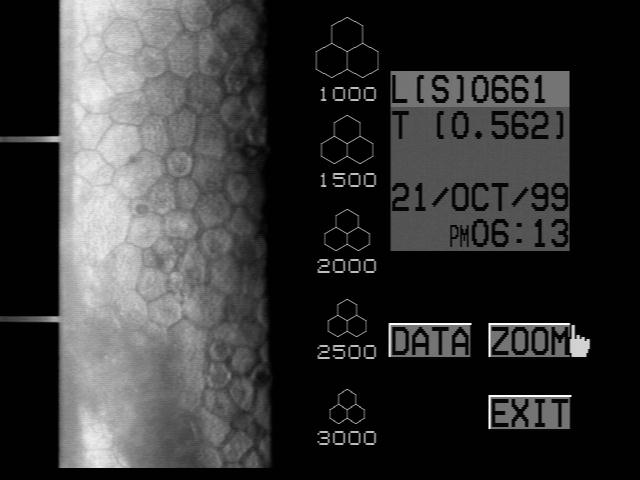 1000
1500
2000
2500
3000
L(S)0661
T (0.562)
21/OCT/99
PM06:13
DATA ZOOM
EXIT